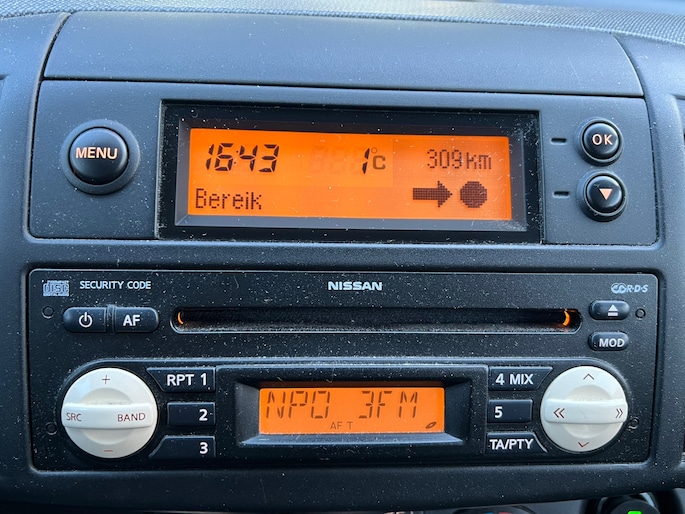 MENU
16:43 1°C 309 km
Bereik
OK
disc SECURITY CODE NISSAN R·D·S
AF
MOD
RPT 1
4 MIX
+
SRC BAND
-
2
NPO 3FM
AF T
5
3
TA/PTY